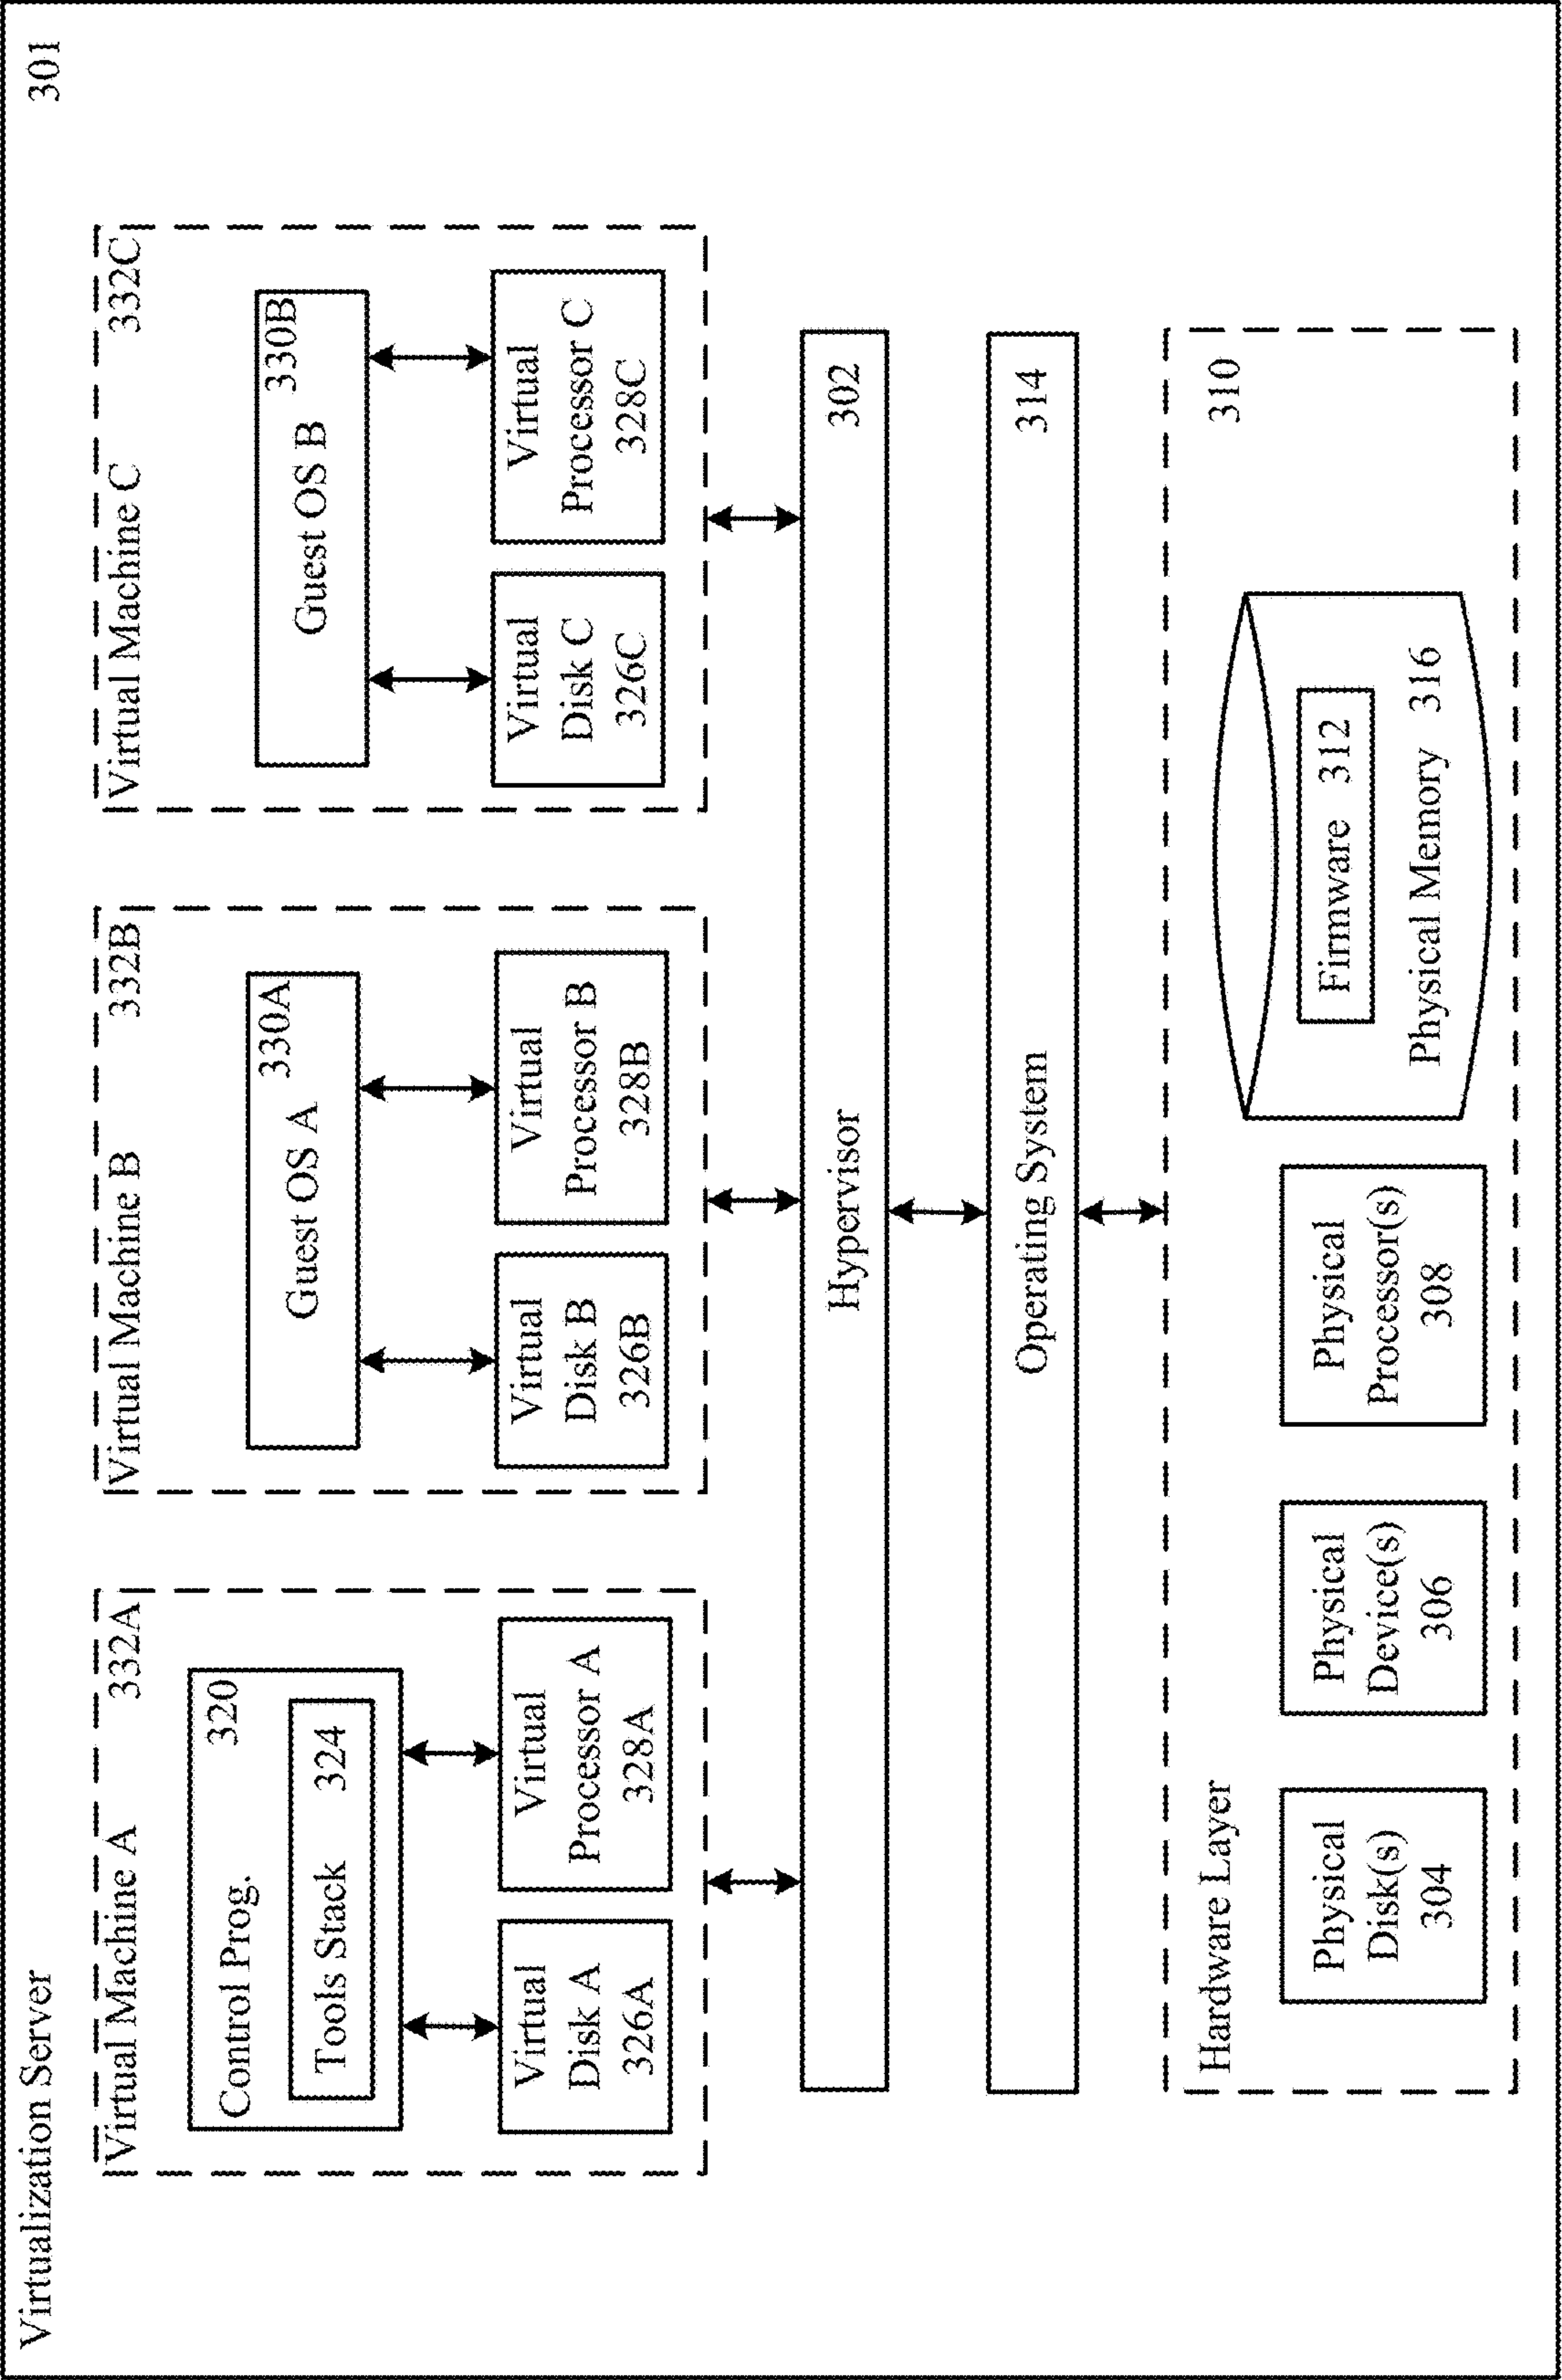 Virtualization Server 301
Virtual Machine A 332A
Control Prog. 320
Tools Stack 324
Virtual
Disk A
326A
Virtual
Processor A
328A
Virtual Machine B 332B
330A
Guest OS A
Virtual
Disk B
326B
Virtual
Processor B
328B
Virtual Machine C 332C
330B
Guest OS B
Virtual
Disk C
326C
Virtual
Processor C
328C
Hypervisor 302
Operating System 314
Hardware Layer 310
Physical
Disk(s)
304
Physical
Device(s)
306
Physical
Processor(s)
308
Firmware 312
Physical Memory 316